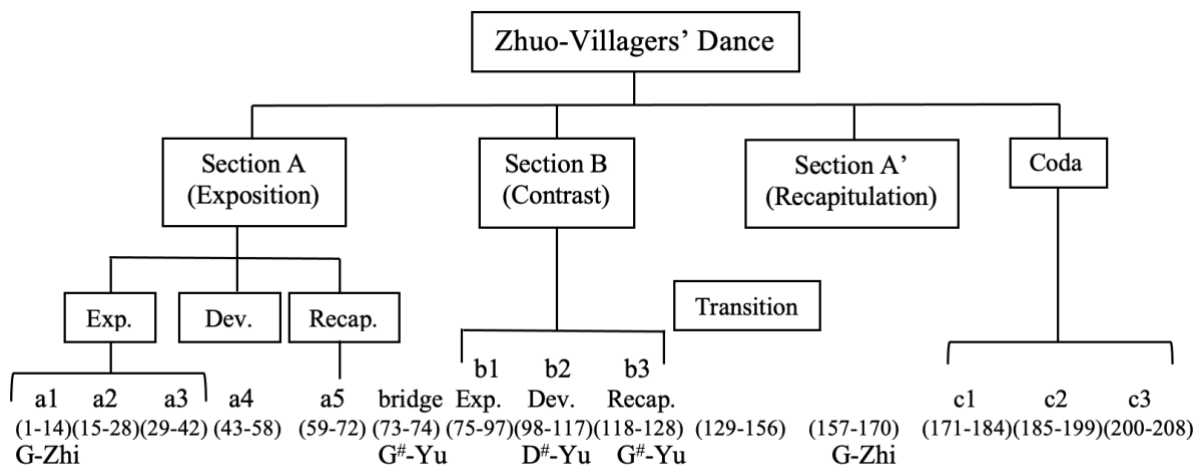 Zhuo-Villagers’ Dance
Section A
(Exposition)
Section B
(Contrast)
Section A’
(Recapitulation)
Coda
Exp.
Dev.
Recap.
Transition
b1 b2 b3
a1 a2 a3 a4 a5 bridge Exp. Dev. Recap. c1 c2 c3
(1-14)(15-28)(29-42) (43-58) (59-72) (73-74) (75-97) (98-117)(118-128) (129-156) (157-170) (171-184)(185-199)(200-208)
G-Zhi G#-Yu D#-Yu G#-Yu G-Zhi